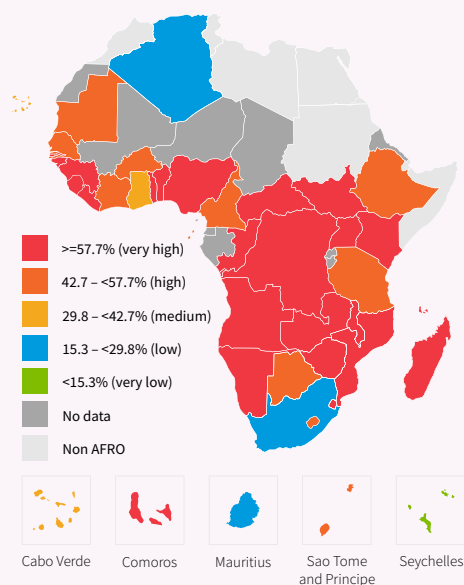 >=57.7% (very high)
42.7 – <57.7% (high)
29.8 – <42.7% (medium)
15.3 – <29.8% (low)
<15.3% (very low)
No data
Non AFRO
Cabo Verde
Comoros
Mauritius
Sao Tome
and Principe
Seychelles